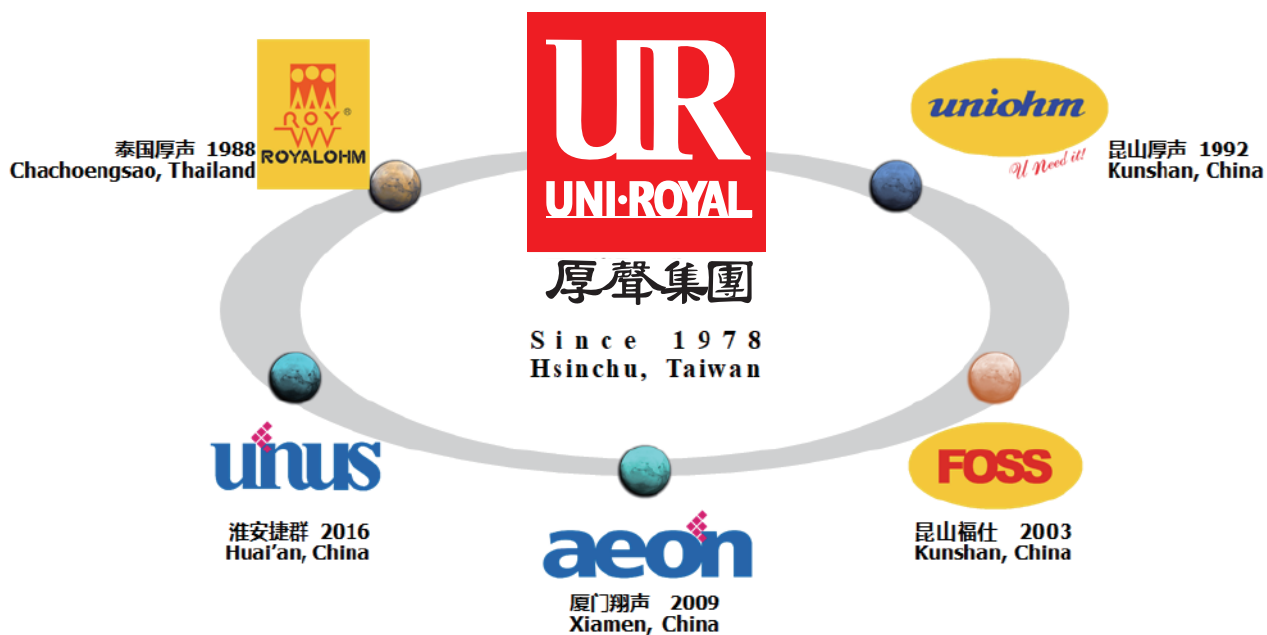 UR
UNI·ROYAL
厚聲集團
Since 1978
Hsinchu, Taiwan
ROY®
ROYALOHM
泰国厚声 1988
Chachoengsao, Thailand
uniohm
U Need it!
昆山厚声 1992
Kunshan, China
unus
淮安捷群 2016
Huai'an, China
aeon
厦门翔声 2009
Xiamen, China
FOSS
昆山福仕 2003
Kunshan, China